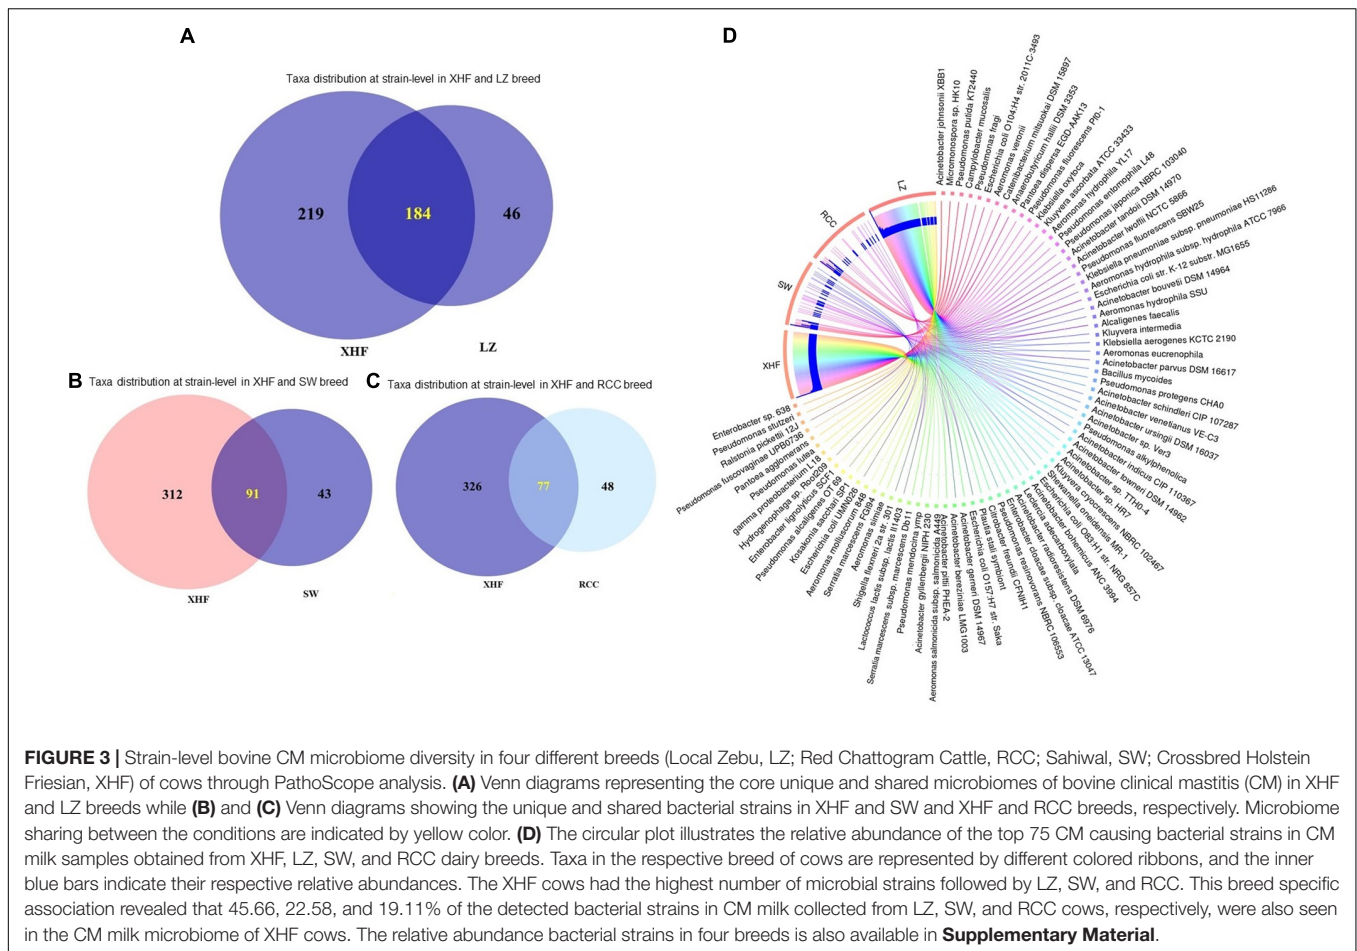 A
Taxa distribution at strain-level in XHF and LZ breed
219
184
46
XHF
LZ
B
Taxa distribution at strain-level in XHF and SW breed
312
91
43
XHF
SW
C
Taxa distribution at strain-level in XHF and RCC breed
326
77
48
XHF
RCC
D
LZ
RCC
SW
XHF
Acinetobacter johnsonii XBB1
Micromonospora sp. HK10
Pseudomonas putida KT2440
Campylobacter mucosalis
Pseudomonas fragi
Escherichia coli O104:H4 str. 2011C-3493
Aeromonas veronii
Catenibacterium mitsuokai DSM 15897
Anaerobutyricum hallii DSM 3353
Pantoea dispersa EGD-AAK13
Pseudomonas fluorescens Pf0-1
Klebsiella oxytoca
Kluyvera ascorbata ATCC 33433
Aeromonas hydrophila YL17
Pseudomonas entomophila L48
Pseudomonas japonica NBRC 103040
Acinetobacter tandoii DSM 14970
Acinetobacter lwoffii NCTC 5866
Pseudomonas fluorescens SBW25
Klebsiella pneumoniae subsp. pneumoniae HS11286
Aeromonas hydrophila subsp. hydrophila ATCC 7966
Escherichia coli str. K-12 substr. MG1655
Acinetobacter bouvetii DSM 14964
Aeromonas hydrophila SSU
Alcaligenes faecalis
Kluyvera intermedia
Klebsiella aerogenes KCTC 2190
Aeromonas eucrenophila
Acinetobacter parvus DSM 16617
Bacillus mycoides
Pseudomonas protegens CHA0
Acinetobacter schindleri CIP 107287
Acinetobacter venetianus VE-C3
Acinetobacter sp. Ver3
Acinetobacter ursingii DSM 16037
Pseudomonas alkylphenolica
Acinetobacter indicus CIP 110367
Acinetobacter towneri DSM 14962
Acinetobacter sp. TTH0-4
Acinetobacter sp. HR7
Kluyvera cryocrescens NBRC 102467
Shewanella oneidensis MR-1
Escherichia coli O83:H1 str. NRG 857C
Acinetobacter bohemicus ANC 3994
Leclercia adecarboxylata
Acinetobacter radioresistens DSM 6976
Enterobacter cloacae subsp. cloacae ATCC 13047
Pseudomonas resinovorans NBRC 106553
Citrobacter freundii CFNIH1
Plautia stali symbiont
Escherichia coli O157:H7 str. Saka
Acinetobacter gerneri DSM 14967
Acinetobacter bereziniae LMG1003
Acinetobacter pittii PHEA-2
Aeromonas salmonicida subsp. salmonicida A449
Acinetobacter gyllenbergii NIPH 230
Pseudomonas mendocina ymp
Serratia marcescens subsp. marcescens Db11
Lactococcus lactis subsp. lactis Il1403
Shigella flexneri 2a str. 301
Aeromonas simiae
Serratia marcescens FGI94
Aeromonas molluscorum 848
Escherichia coli UMN026
Kosakonia sacchari SP1
Pseudomonas alcaligenes OT 69
Enterobacter lignolyticus SCF1
Hydrogenophaga sp. Root209
gamma proteobacterium L18
Pseudomonas lutea
Pantoea agglomerans
Pseudomonas fuscovaginae UPB0736
Ralstonia pickettii 12J
Pseudomonas stutzeri
Enterobacter sp. 638
FIGURE 3 | Strain-level bovine CM microbiome diversity in four different breeds (Local Zebu, LZ; Red Chattogram Cattle, RCC; Sahiwal, SW; Crossbred Holstein
Friesian, XHF) of cows through PathoScope analysis. (A) Venn diagrams representing the core unique and shared microbiomes of bovine clinical mastitis (CM) in XHF
and LZ breeds while (B) and (C) Venn diagrams showing the unique and shared bacterial strains in XHF and SW and XHF and RCC breeds, respectively. Microbiome
sharing between the conditions are indicated by yellow color. (D) The circular plot illustrates the relative abundance of the top 75 CM causing bacterial strains in CM
milk samples obtained from XHF, LZ, SW, and RCC dairy breeds. Taxa in the respective breed of cows are represented by different colored ribbons, and the inner
blue bars indicate their respective relative abundances. The XHF cows had the highest number of microbial strains followed by LZ, SW, and RCC. This breed specific
association revealed that 45.66, 22.58, and 19.11% of the detected bacterial strains in CM milk collected from LZ, SW, and RCC cows, respectively, were also seen
in the CM milk microbiome of XHF cows. The relative abundance bacterial strains in four breeds is also available in Supplementary Material.